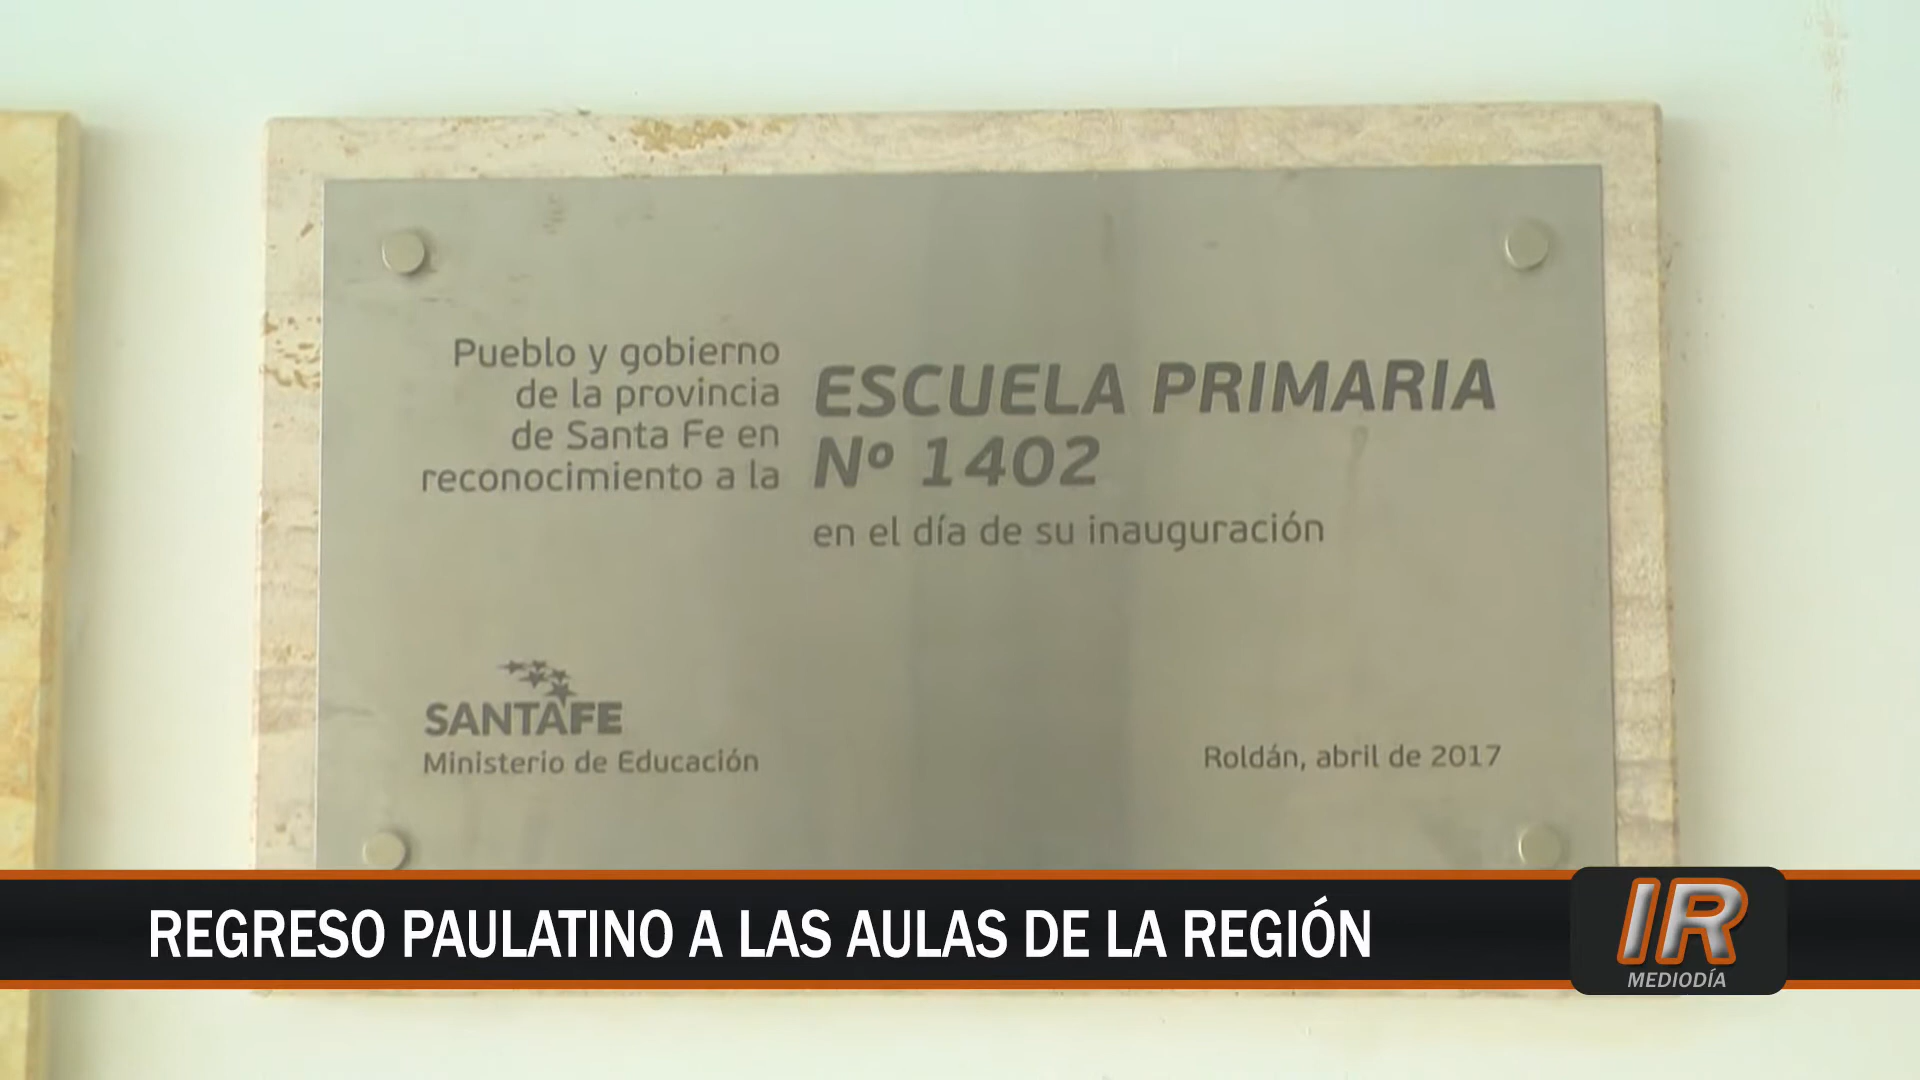 Pueblo y gobierno
de la provincia
de Santa Fe en
reconocimiento a la
ESCUELA PRIMARIA
Nº 1402
en el día de su inauguración
SANTAFE
Ministerio de Educación
Roldán, abril de 2017
REGRESO PAULATINO A LAS AULAS DE LA REGIÓN
IR
MEDIODÍA